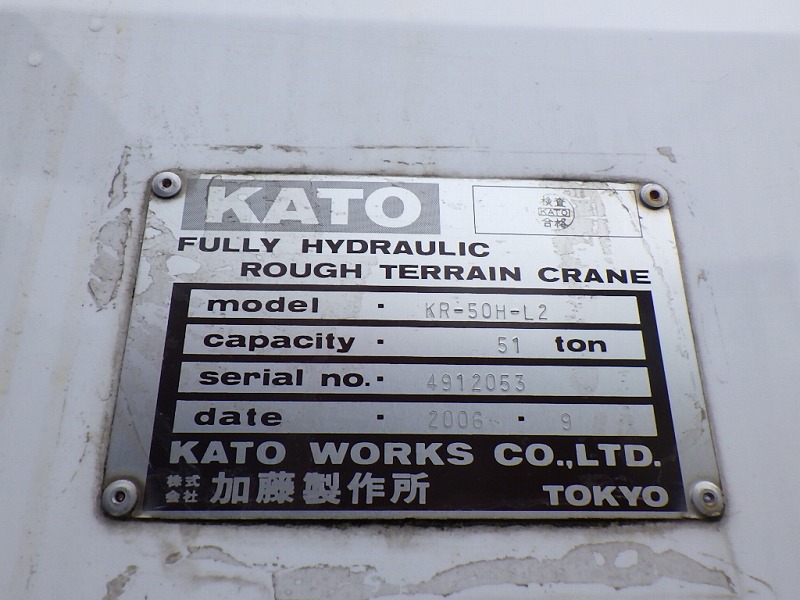 KATO
検査
KATO
合格
FULLY HYDRAULIC
ROUGH TERRAIN CRANE
model · KR-50H-L2
capacity · 51 ton
serial no. · 4912053
date · 2006 · 9
KATO WORKS CO.,LTD.
株式会社 加藤製作所 TOKYO